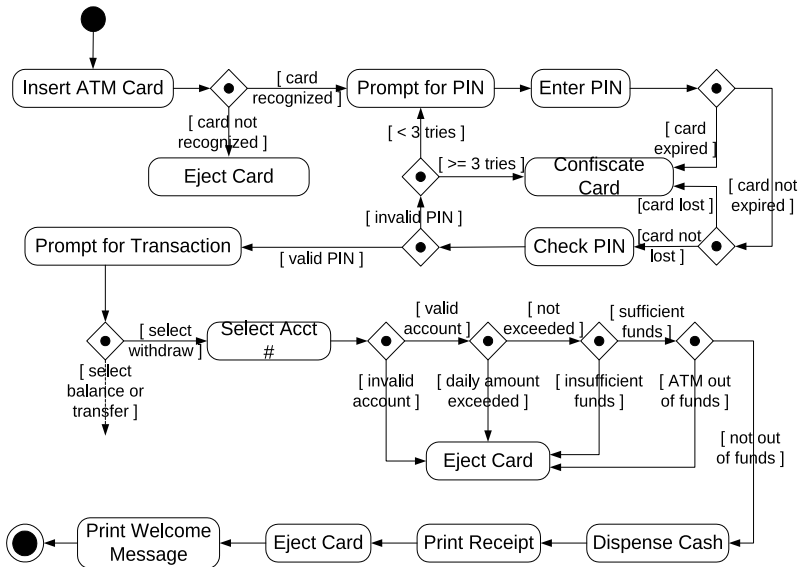 Insert ATM Card
[ card
recognized ]
Prompt for PIN
Enter PIN
[ card not
recognized ]
Eject Card
[ < 3 tries ]
[ >= 3 tries ]
[ card
expired ]
Confiscate
Card
[ card not
expired ]
[card lost ]
[ invalid PIN ]
Prompt for Transaction
[ valid PIN ]
Check PIN
[card not
lost ]
[ select
withdraw ]
Select Acct
#
[ valid
account ]
[ not
exceeded ]
[ sufficient
funds ]
[ select
balance or
transfer ]
[ invalid
account ]
[ daily amount
exceeded ]
[ insufficient
funds ]
[ ATM out
of funds ]
[ not out
of funds ]
Eject Card
Print Welcome
Message
Eject Card
Print Receipt
Dispense Cash